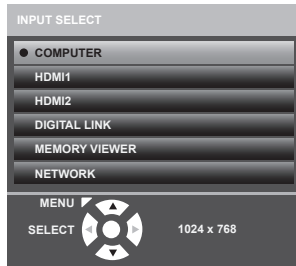 INPUT SELECT
COMPUTER
HDMI1
HDMI2
DIGITAL LINK
MEMORY VIEWER
NETWORK
MENU
SELECT
1024 x 768